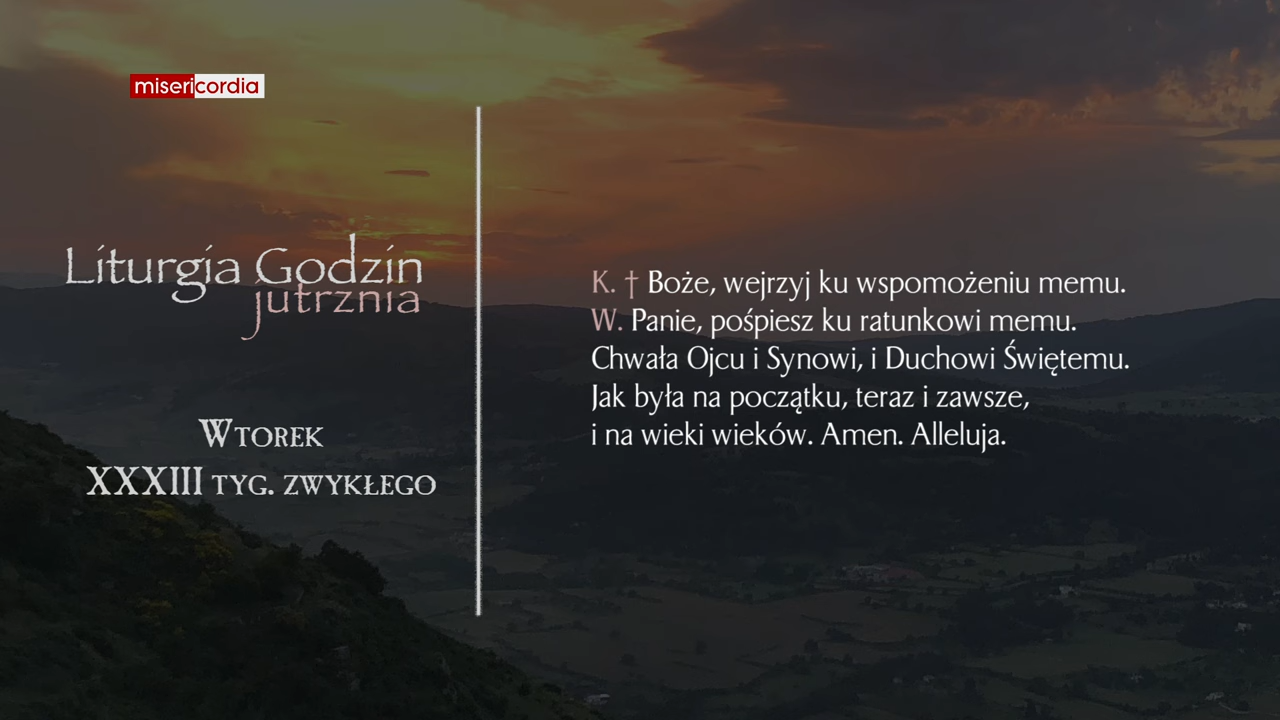 misericordia
Liturgia Godzin
jutrznia
Wtorek
XXXIII tyg. zwykłego
K. † Boże, wejrzyj ku wspomożeniu memu.
W. Panie, pośpiesz ku ratunkowi memu.
Chwała Ojcu i Synowi, i Duchowi Świętemu.
Jak była na początku, teraz i zawsze,
i na wieki wieków. Amen. Alleluja.